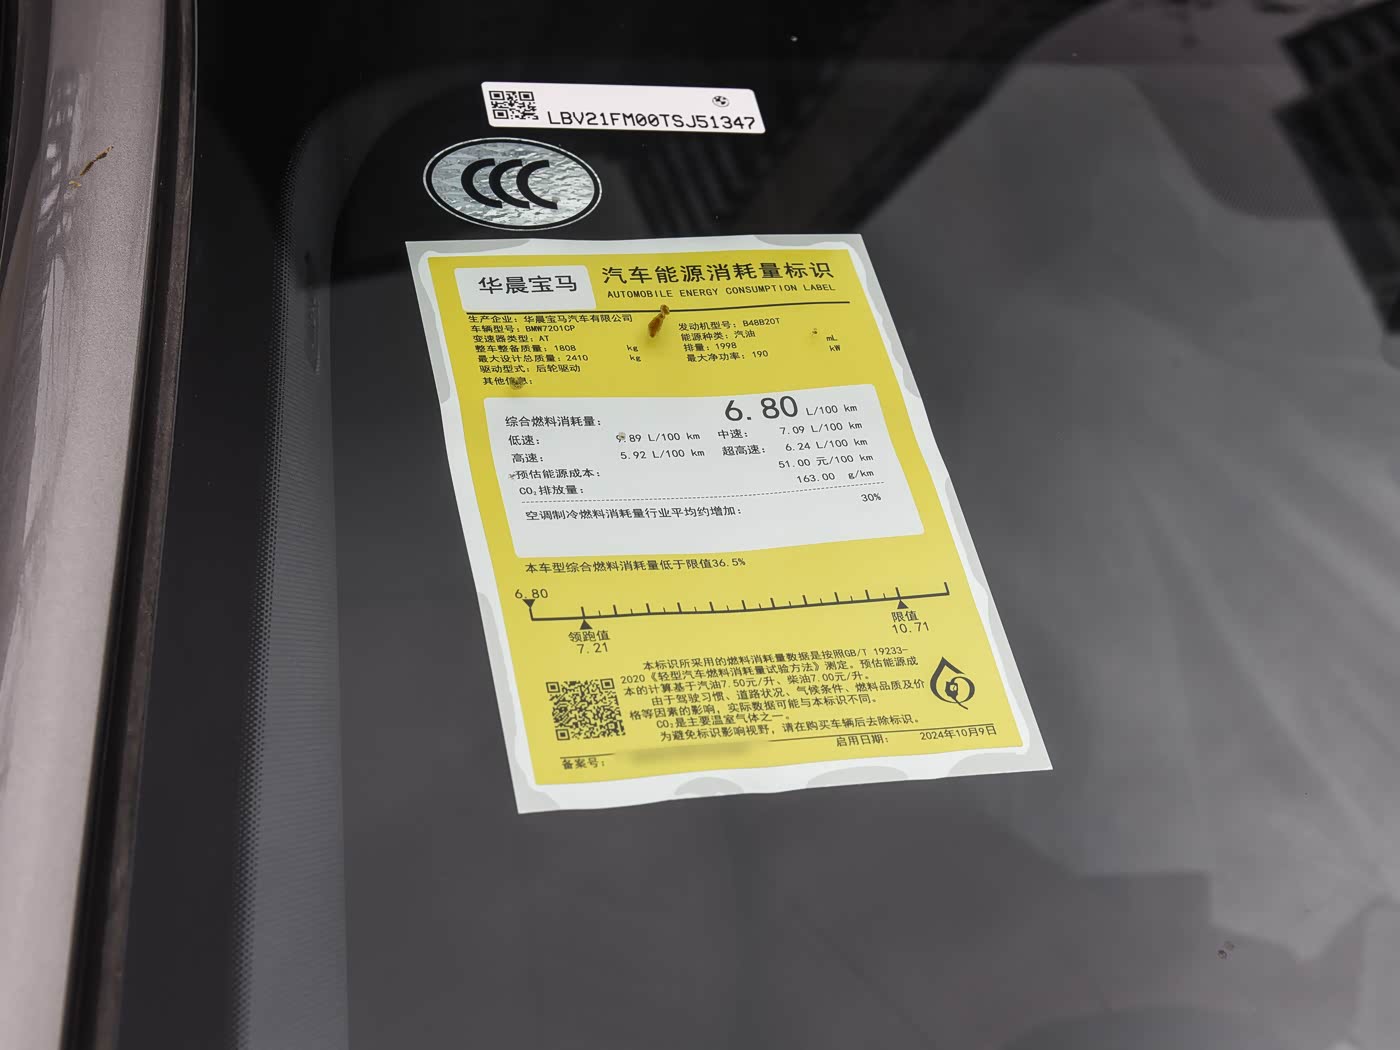 LBV21FM00TSJ51347
CCC
华晨宝马
汽车能源消耗量标识
AUTOMOBILE ENERGY CONSUMPTION LABEL
生产企业：华晨宝马汽车有限公司
车辆型号：BMW7201CP
发动机型号：B48B20T
变速器类型：AT
能源种类：汽油
整车整备质量：1808 kg
排量：1998 mL
最大设计总质量：2410 kg
最大净功率：190 kW
驱动型式：后轮驱动
其他信息：
综合燃料消耗量： 6.80 L/100 km
低速： 9.89 L/100 km 中速： 7.09 L/100 km
高速： 5.92 L/100 km 超高速： 6.24 L/100 km
预估能源成本： 51.00 元/100 km
CO₂排放量： 163.00 g/km
空调制冷燃料消耗量行业平均约增加： 30%
本车型综合燃料消耗量低于限值36.5%
6.80
领跑值
7.21
限值
10.71
本标识所采用的燃料消耗量数据是按照GB/T 19233-
2020《轻型汽车燃料消耗量试验方法》测定。预估能源成
本的计算基于汽油7.50元/升、柴油7.00元/升。
由于驾驶习惯、道路状况、气候条件、燃料品质及价
格等因素的影响，实际数据可能与本标识不同。
CO₂是主要温室气体之一。
为避免标识影响视野，请在购买车辆后去除标识。
备案号：
启用日期： 2024年10月9日